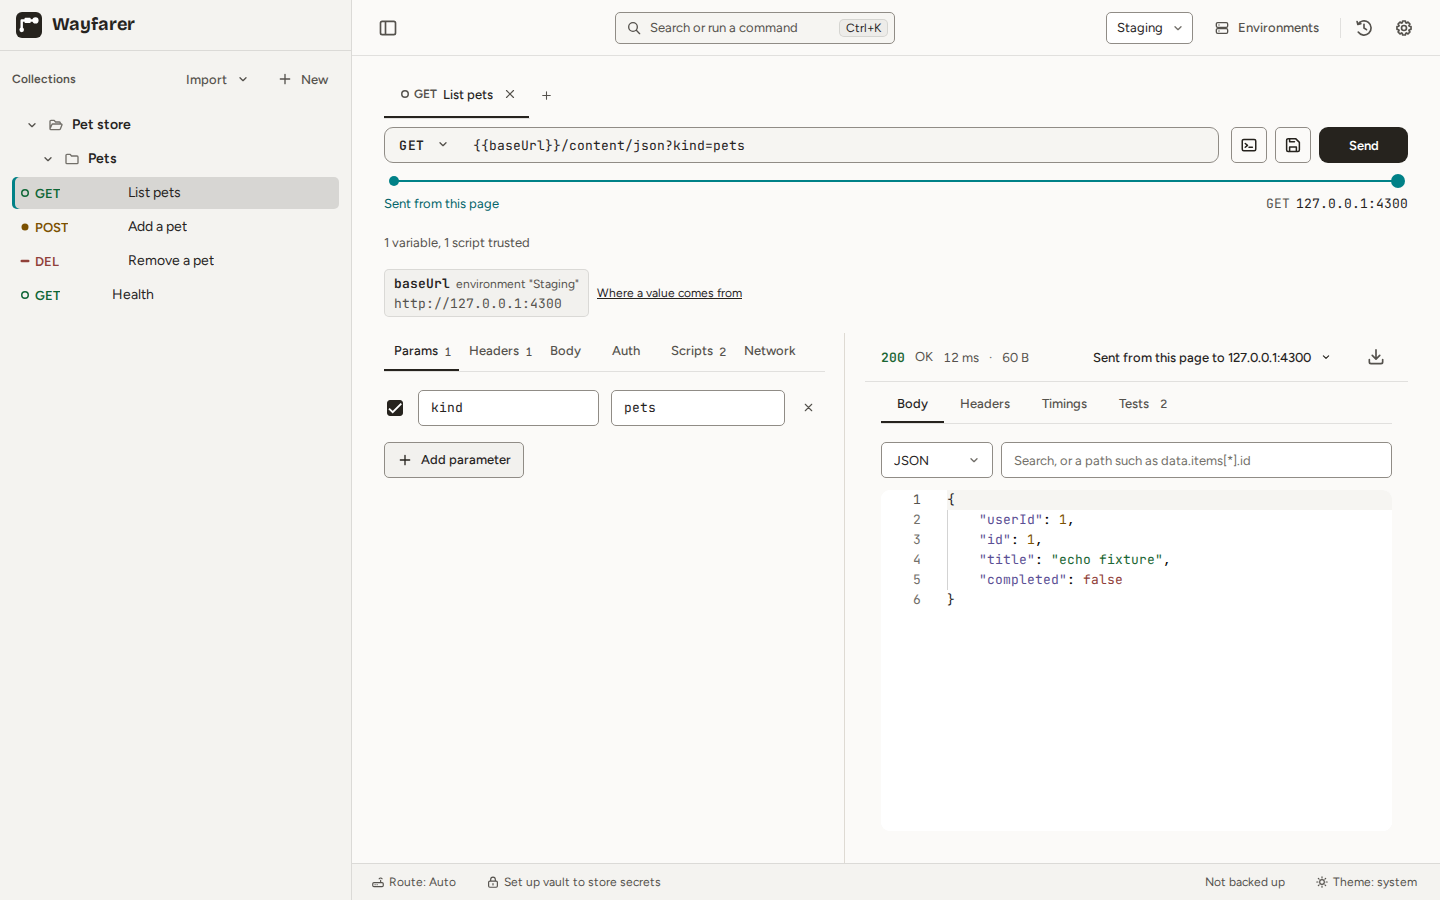 Wayfarer
Search or run a command Ctrl+K
Staging
Environments
Collections
Import
New
Pet store
Pets
GET List pets
POST Add a pet
DEL Remove a pet
GET Health
GET List pets
GET {{baseUrl}}/content/json?kind=pets
Send
Sent from this page
GET 127.0.0.1:4300
1 variable, 1 script trusted
baseUrl environment "Staging"
http://127.0.0.1:4300
Where a value comes from
Params 1 Headers 1 Body Auth Scripts 2 Network
kind pets
Add parameter
200 OK 12 ms · 60 B
Sent from this page to 127.0.0.1:4300
Body Headers Timings Tests 2
JSON
Search, or a path such as data.items[*].id
1 {
2 "userId": 1,
3 "id": 1,
4 "title": "echo fixture",
5 "completed": false
6 }
Route: Auto
Set up vault to store secrets
Not backed up
Theme: system